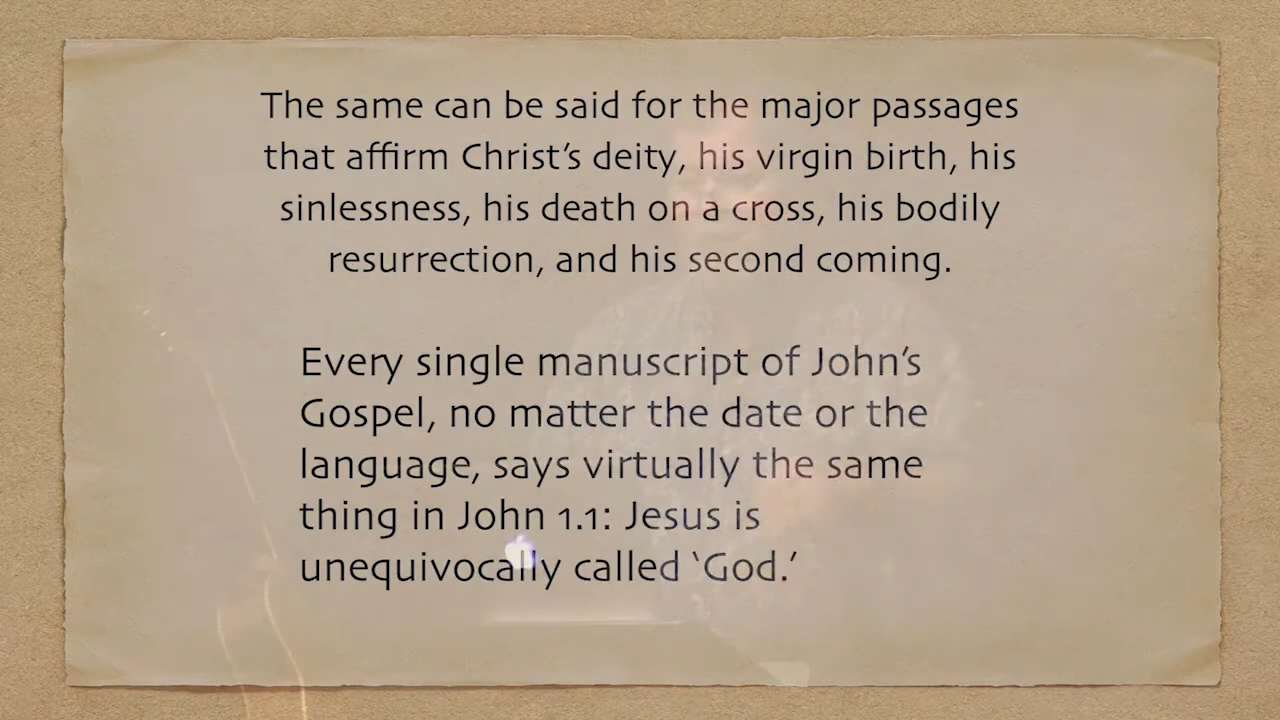 The same can be said for the major passages
that affirm Christ's deity, his virgin birth, his
sinlessness, his death on a cross, his bodily
resurrection, and his second coming.
Every single manuscript of John's
Gospel, no matter the date or the
language, says virtually the same
thing in John 1.1: Jesus is
unequivocally called ‛God.’